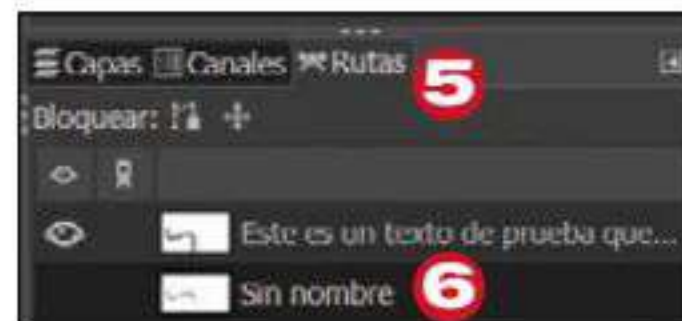 Capas Canales Rutas 5
Bloquear:
Este es un texto de prueba que...
Sin nombre 6